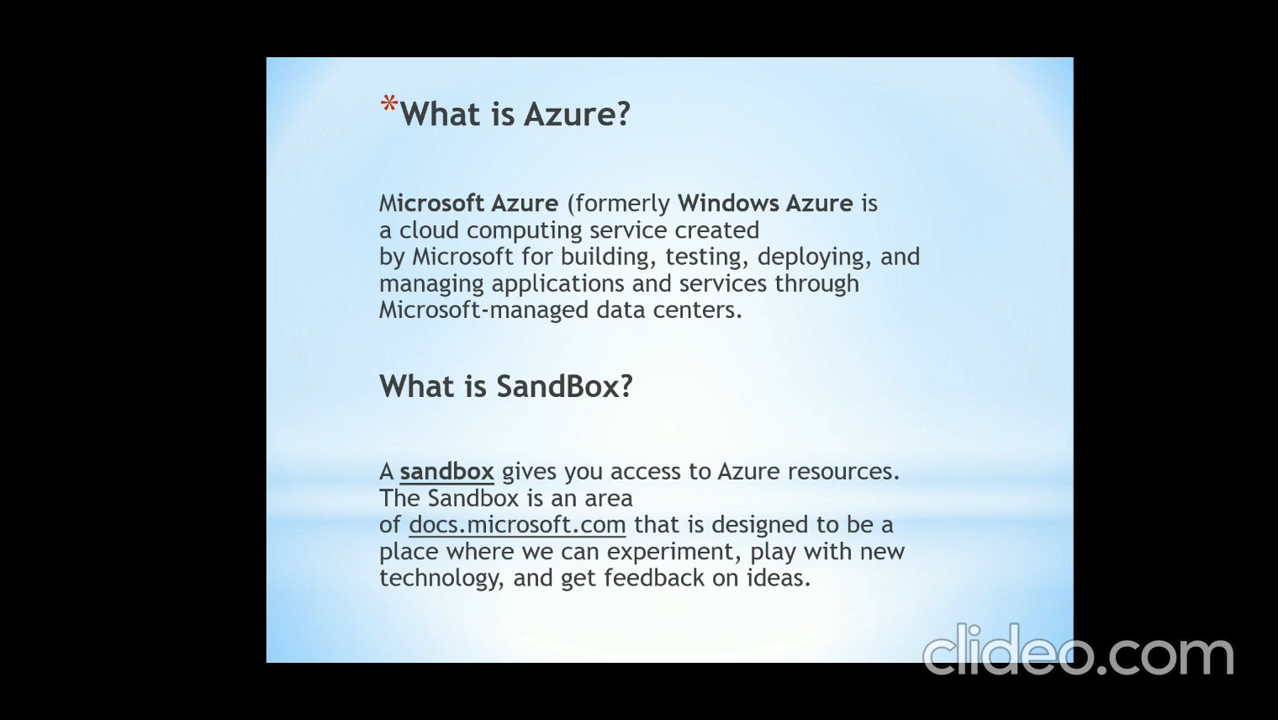 *What is Azure?
Microsoft Azure (formerly Windows Azure is
a cloud computing service created
by Microsoft for building, testing, deploying, and
managing applications and services through
Microsoft-managed data centers.
What is SandBox?
A sandbox gives you access to Azure resources.
The Sandbox is an area
of docs.microsoft.com that is designed to be a
place where we can experiment, play with new
technology, and get feedback on ideas.
clideo.com